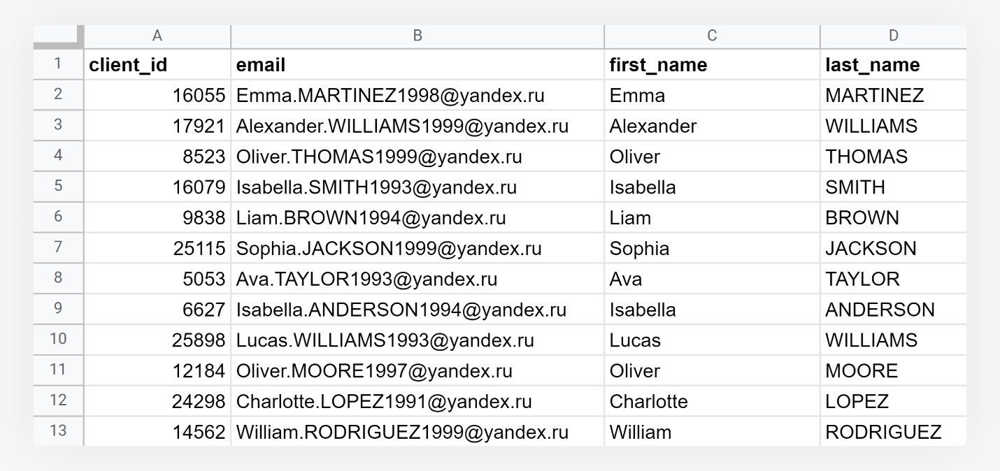 A B C D
1 client_id email first_name last_name
2 16055 Emma.MARTINEZ1998@yandex.ru Emma MARTINEZ
3 17921 Alexander.WILLIAMS1999@yandex.ru Alexander WILLIAMS
4 8523 Oliver.THOMAS1999@yandex.ru Oliver THOMAS
5 16079 Isabella.SMITH1993@yandex.ru Isabella SMITH
6 9838 Liam.BROWN1994@yandex.ru Liam BROWN
7 25115 Sophia.JACKSON1999@yandex.ru Sophia JACKSON
8 5053 Ava.TAYLOR1993@yandex.ru Ava TAYLOR
9 6627 Isabella.ANDERSON1994@yandex.ru Isabella ANDERSON
10 25898 Lucas.WILLIAMS1993@yandex.ru Lucas WILLIAMS
11 12184 Oliver.MOORE1997@yandex.ru Oliver MOORE
12 24298 Charlotte.LOPEZ1991@yandex.ru Charlotte LOPEZ
13 14562 William.RODRIGUEZ1999@yandex.ru William RODRIGUEZ